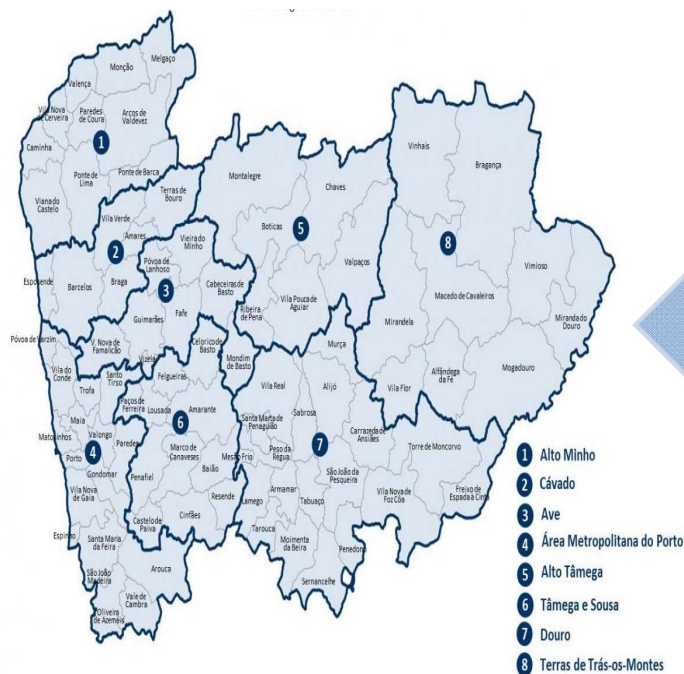 Melgaço
Monção
Valença
Vila Nova
de Cerveira
Paredes
de Coura
Arcos de
Valdevez
1
Caminha
Ponte de
Lima
Ponte de Barca
Viana do
Castelo
Terras de
Bouro
Vila Verde
Amares
2
Esposende
Barcelos
Braga
Vieira do
Minho
Póvoa de
Lanhoso
3
Cabeceiras de
Basto
Guimarães
Fafe
V. Nova de
Famalicão
Vizela
Montalegre
Chaves
Boticas
5
Valpaços
Ribeira
de Pena
Vila Pouca de
Aguiar
Vinhais
Bragança
8
Vimioso
Macedo de Cavaleiros
Miranda do
Douro
Mirandela
Mogadouro
Alfândega
da Fé
Vila Flor
Póvoa de Varzim
Vila do
Conde
Santo
Tirso
Trofa
Maia
Matosinhos
Valongo
Paredes
Porto
4
Gondomar
Vila Nova
de Gaia
Espinho
Santa Maria
da Feira
Arouca
São João
Madeira
Vale de
Cambra
Oliveira
de Azeméis
Celorico de
Basto
Mondim
de Basto
Felgueiras
Paços de
Ferreira
Lousada
Amarante
6
Marco de
Canaveses
Penafiel
Baião
Mesão Frio
Resende
Cinfães
Castelo de
Paiva
Murça
Vila Real
Alijó
Santa Marta de
Penaguião
Sabrosa
Carrazeda de
Ansiães
Peso da
Régua
7
Torre de Moncorvo
São João da
Pesqueira
Freixo de
Espada à Cinta
Vila Nova de
Foz Côa
Lamego
Armamar
Tabuaço
Tarouca
Moimenta
da Beira
Penedono
Sernancelhe
1 Alto Minho
2 Cávado
3 Ave
4 Área Metropolitana do Porto
5 Alto Tâmega
6 Tâmega e Sousa
7 Douro
8 Terras de Trás-os-Montes